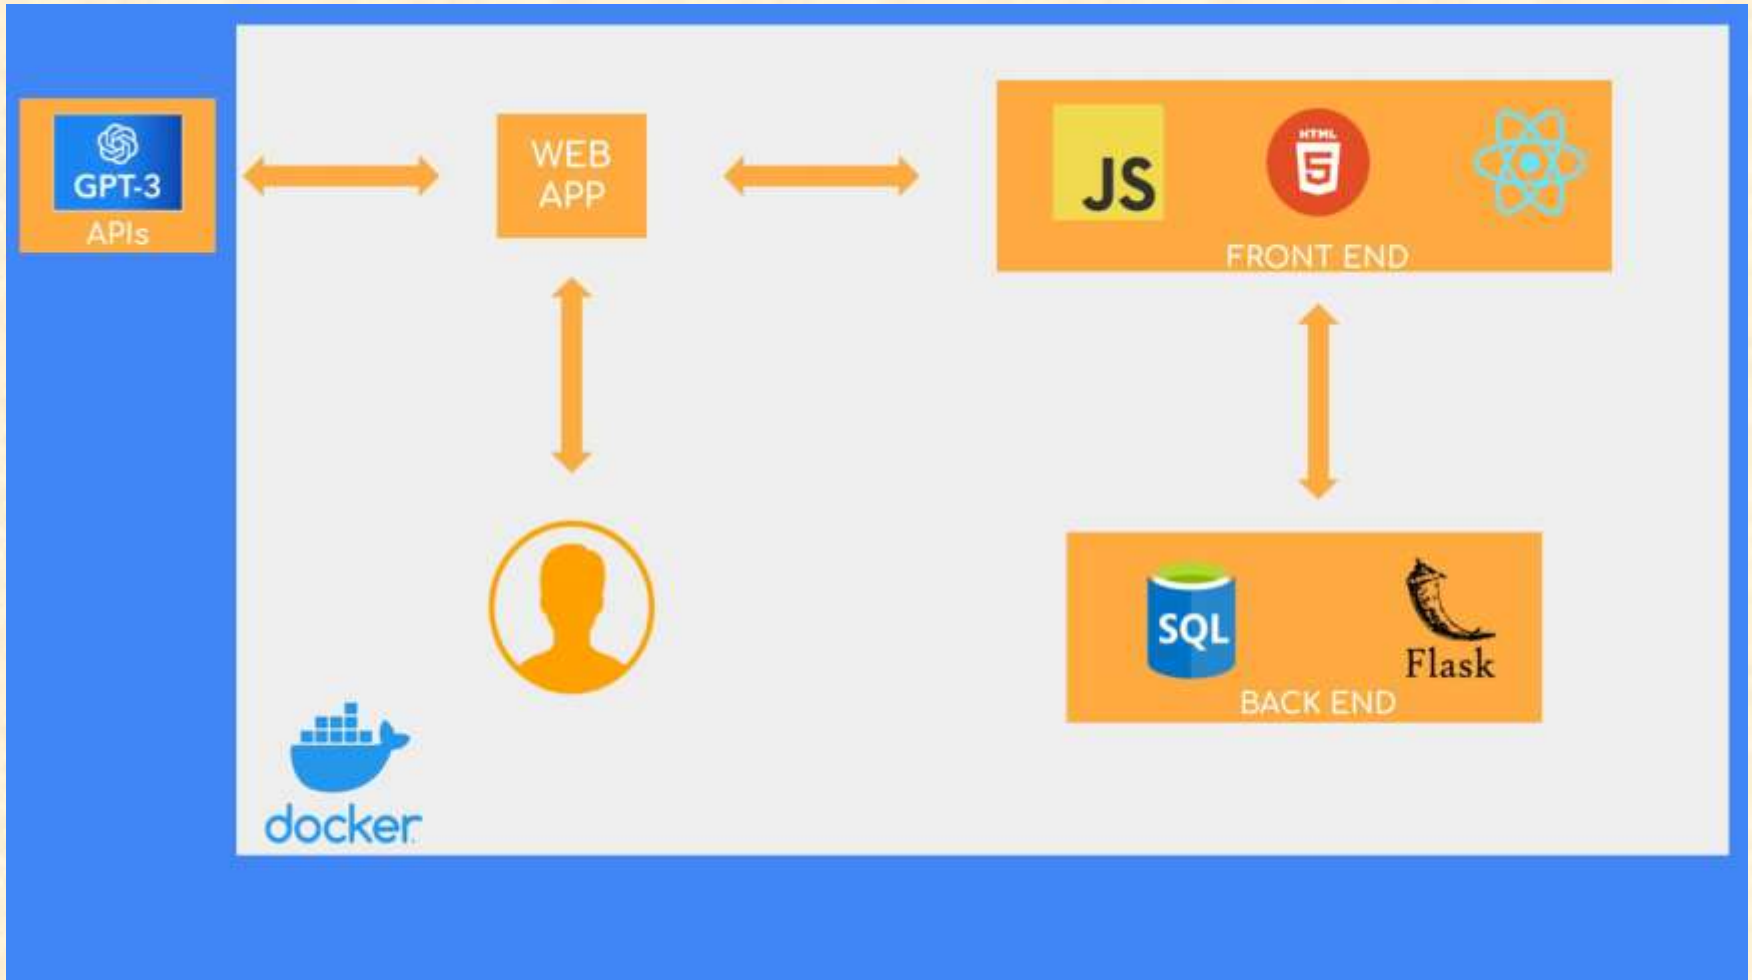 GPT-3
APIs
WEB
APP
JS
HTML
5
FRONT END
SQL
Flask
BACK END
docker